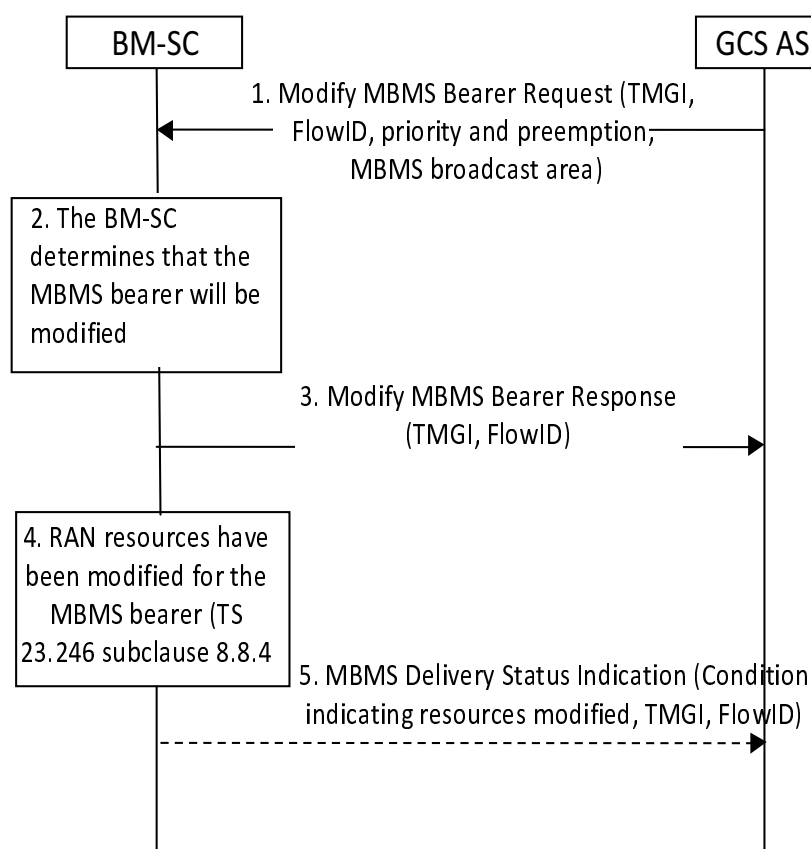 BM-SC
GCS AS
1. Modify MBMS Bearer Request (TMGI,
FlowID, priority and preemption,
MBMS broadcast area)
2. The BM-SC
determines that the
MBMS bearer will be
modified
3. Modify MBMS Bearer Response
(TMGI, FlowID)
4. RAN resources have
been modified for the
MBMS bearer (TS
23.246 subclause 8.8.4
5. MBMS Delivery Status Indication (Condition
indicating resources modified, TMGI, FlowID)